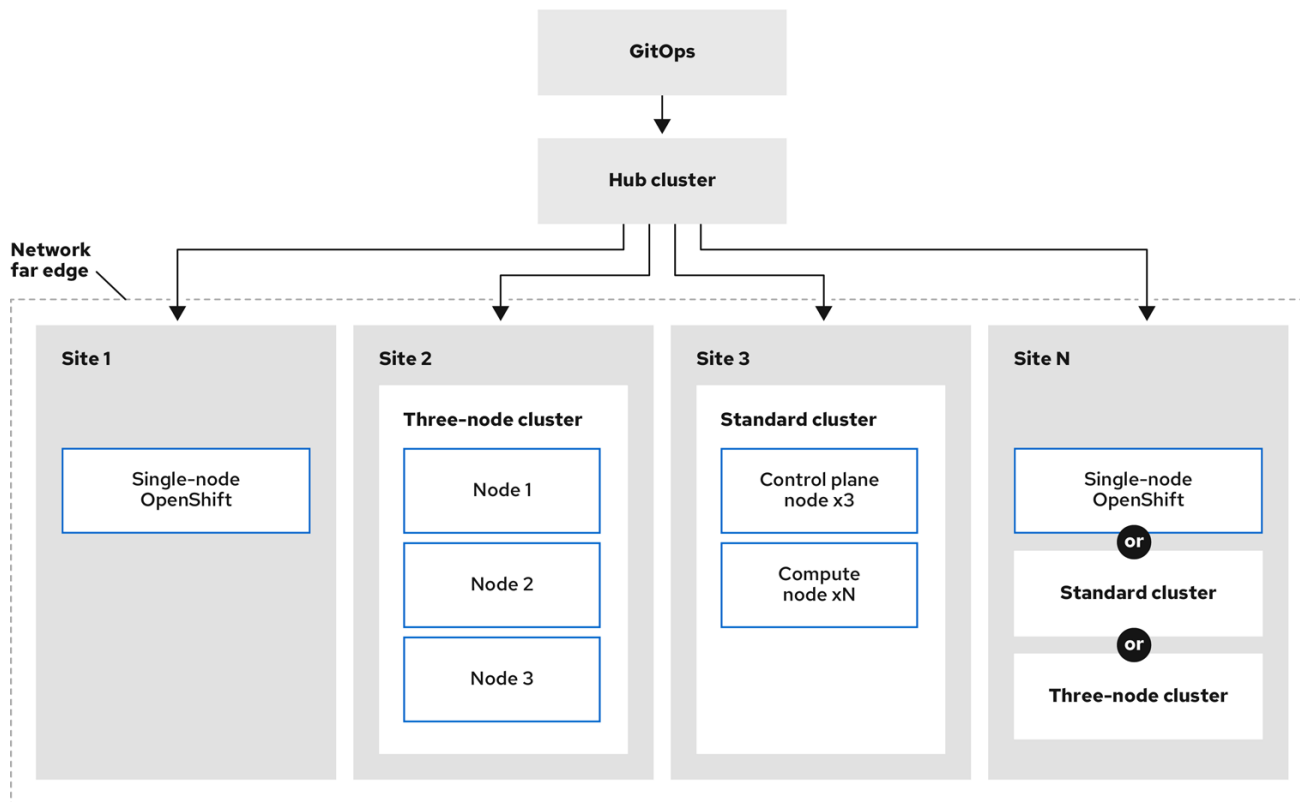 GitOps
Hub cluster
Network
far edge
Site 1
Single-node
OpenShift
Site 2
Three-node cluster
Node 1
Node 2
Node 3
Site 3
Standard cluster
Control plane
node x3
Compute
node xN
Site N
Single-node
OpenShift
or
Standard cluster
or
Three-node cluster